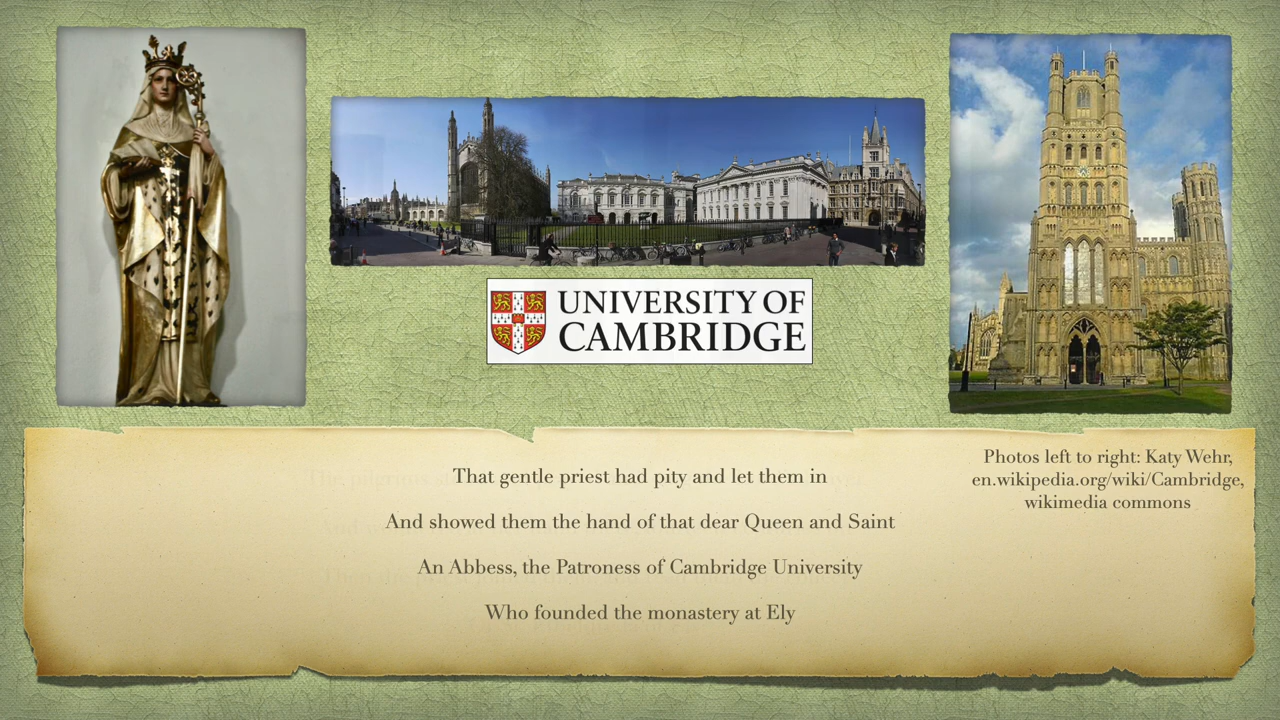 UNIVERSITY OF
CAMBRIDGE
Photos left to right: Katy Wehr,
en.wikipedia.org/wiki/Cambridge,
wikimedia commons
That gentle priest had pity and let them in
And showed them the hand of that dear Queen and Saint
An Abbess, the Patroness of Cambridge University
Who founded the monastery at Ely